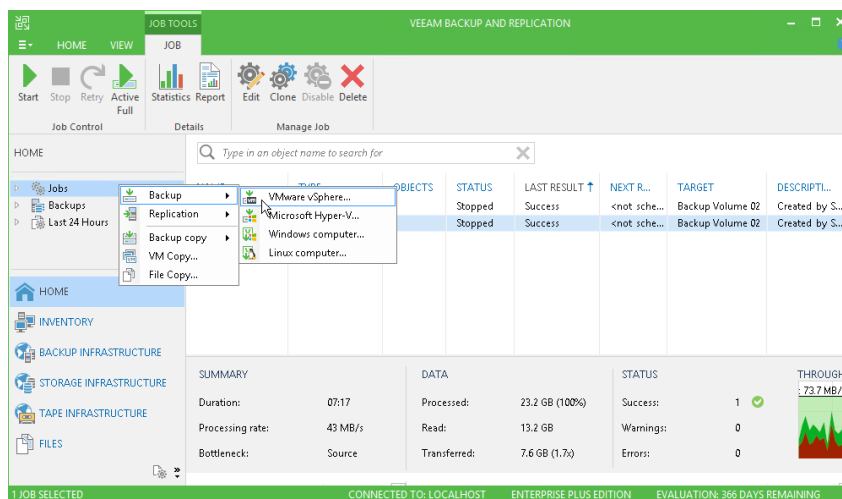 JOB TOOLS
VEEAM BACKUP AND REPLICATION
HOME VIEW JOB
Start Stop Retry Active Full Statistics Report Edit Clone Disable Delete
Job Control Details Manage Job
HOME
Type in an object name to search for
Jobs
Backups
Last 24 Hours
Backup
Replication
Backup copy
VM Copy...
File Copy...
VMware vSphere...
Microsoft Hyper-V...
Windows computer...
Linux computer...
OBJECTS STATUS LAST RESULT ↑ NEXT R... TARGET DESCRIPTI...
Stopped Success <not sche... Backup Volume 02 Created by S...
Stopped Success <not sche... Backup Volume 02 Created by S...
HOME
INVENTORY
BACKUP INFRASTRUCTURE
STORAGE INFRASTRUCTURE
TAPE INFRASTRUCTURE
FILES
SUMMARY DATA STATUS THROUGH
: 73.7 MB/
Duration: 07:17 Processed: 23.2 GB (100%) Success: 1
Processing rate: 43 MB/s Read: 13.2 GB Warnings: 0
Bottleneck: Source Transferred: 7.6 GB (1.7x) Errors: 0
1 JOB SELECTED CONNECTED TO: LOCALHOST ENTERPRISE PLUS EDITION EVALUATION: 366 DAYS REMAINING